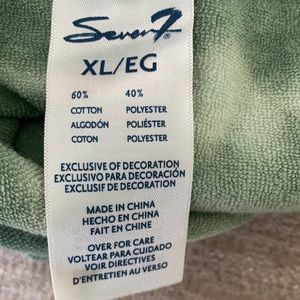 Seven7®
XL/EG
60% 40%
COTTON POLYESTER
ALGODÓN POLIÉSTER
COTON POLYESTER
EXCLUSIVE OF DECORATION
EXCLUSIVO PARA DECORACIÓN
EXCLUSIF DE DECORATION
MADE IN CHINA
HECHO EN CHINA
FAIT EN CHINE
OVER FOR CARE
VOLTEAR PARA CUIDADO
VOIR DIRECTIVES
D'ENTRETIEN AU VERSO